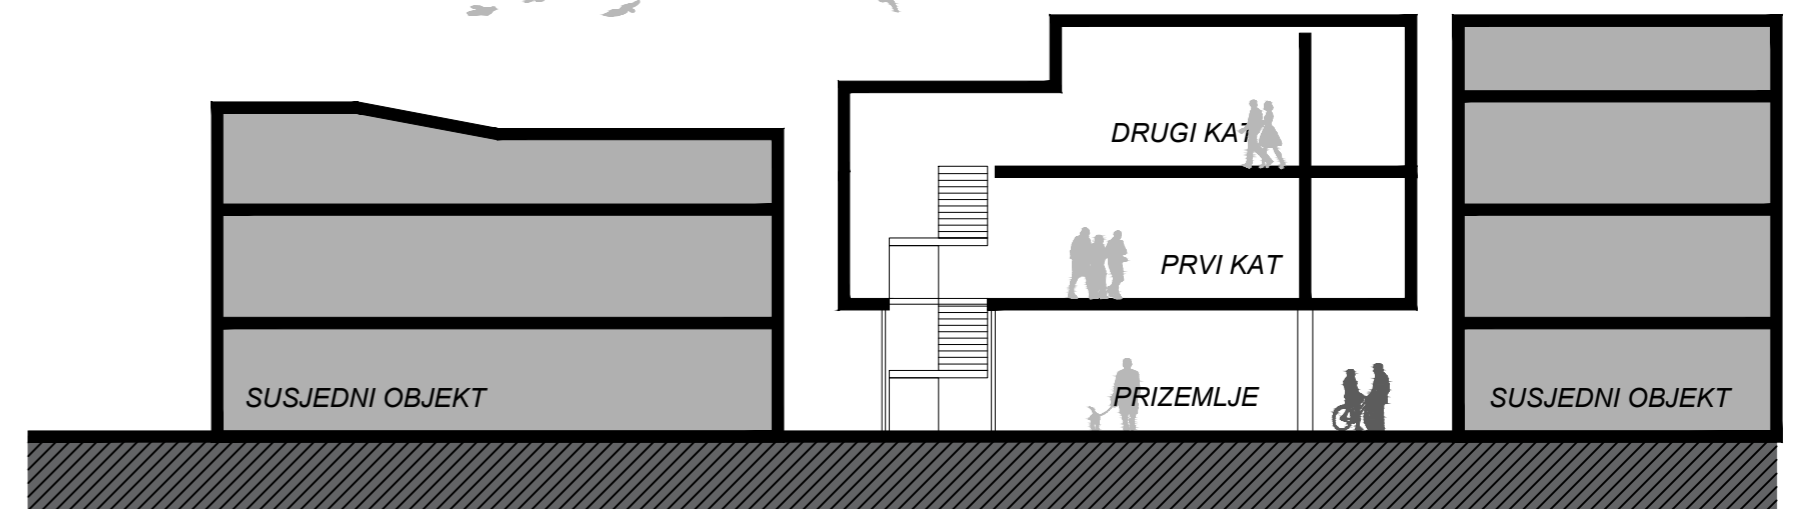 DRUGI KAT
PRVI KAT
SUSJEDNI OBJEKT
PRIZEMLJE
SUSJEDNI OBJEKT